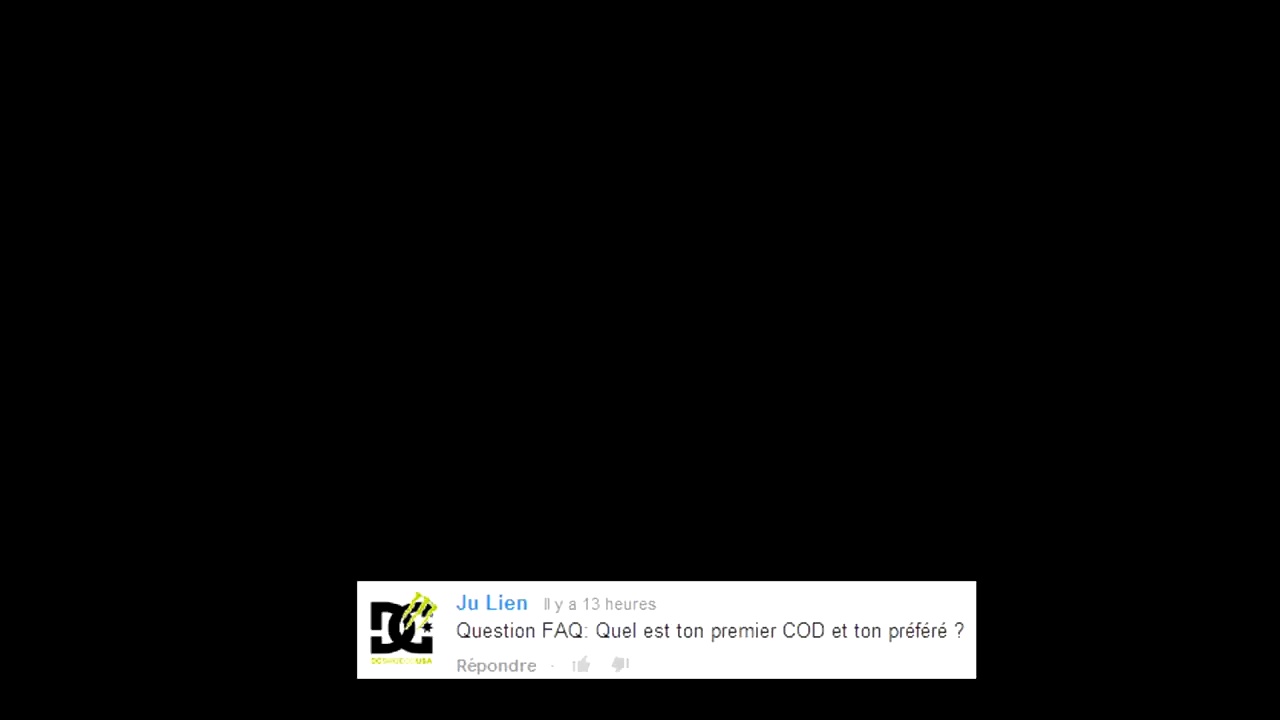 Ju Lien Il y a 13 heures
Question FAQ: Quel est ton premier COD et ton préféré ?
Répondre ·